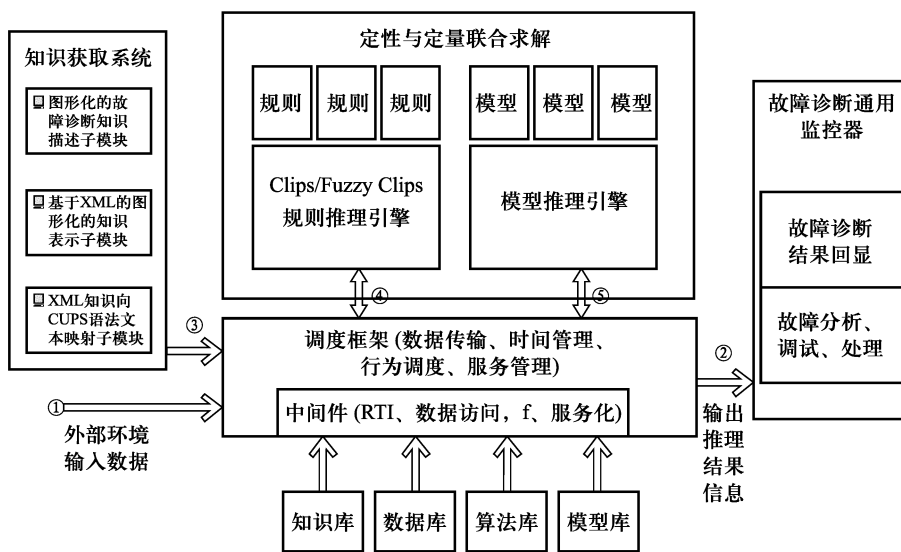 知识获取系统
图形化的故
障诊断知识
描述子模块
基于XML的图
形化的知识
表示子模块
XML知识向
CUPS语法文
本映射子模块
定性与定量联合求解
规则
规则
规则
模型
模型
模型
Clips/Fuzzy Clips
规则推理引擎
模型推理引擎
④
⑤
故障诊断通用
监控器
故障诊断
结果回显
故障分析、
调试、处理
③
调度框架 (数据传输、时间管理、
行为调度、服务管理)
②
①
中间件 (RTI、数据访问，f、服务化)
外部环境
输入数据
输出
推理
结果
信息
知识库
数据库
算法库
模型库